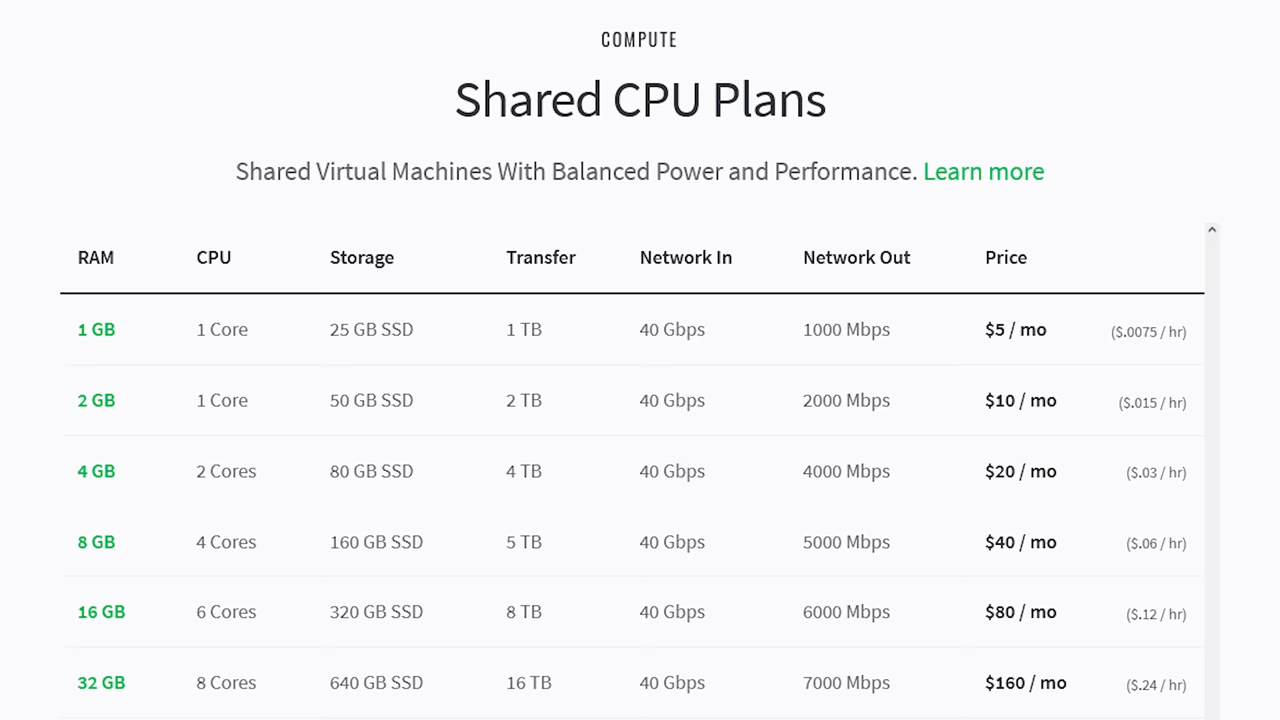 COMPUTE
Shared CPU Plans
Shared Virtual Machines With Balanced Power and Performance. Learn more
RAM CPU Storage Transfer Network In Network Out Price
1 GB 1 Core 25 GB SSD 1 TB 40 Gbps 1000 Mbps $5 / mo ($.0075 / hr)
2 GB 1 Core 50 GB SSD 2 TB 40 Gbps 2000 Mbps $10 / mo ($.015 / hr)
4 GB 2 Cores 80 GB SSD 4 TB 40 Gbps 4000 Mbps $20 / mo ($.03 / hr)
8 GB 4 Cores 160 GB SSD 5 TB 40 Gbps 5000 Mbps $40 / mo ($.06 / hr)
16 GB 6 Cores 320 GB SSD 8 TB 40 Gbps 6000 Mbps $80 / mo ($.12 / hr)
32 GB 8 Cores 640 GB SSD 16 TB 40 Gbps 7000 Mbps $160 / mo ($.24 / hr)